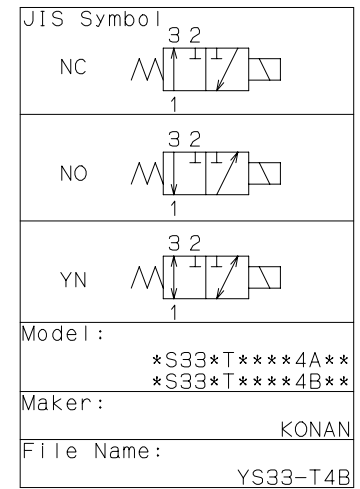 JIS Symbol
3 2
NC
1
3 2
NO
1
3 2
YN
1
Model:
*S33*T****4A**
*S33*T****4B**
Maker:
KONAN
File Name:
YS33-T4B